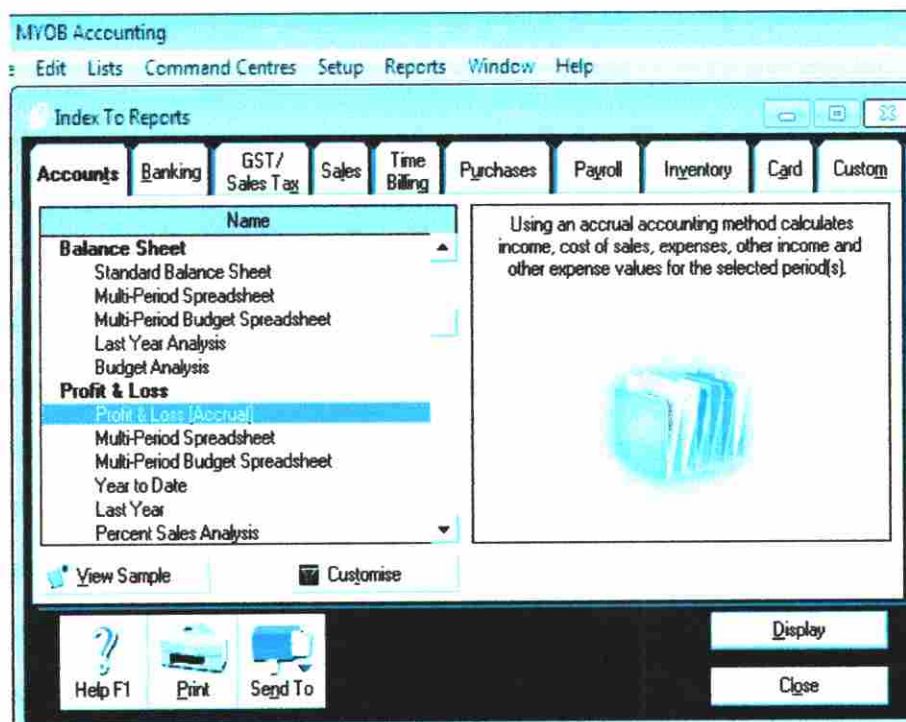 MYOB Accounting
Edit Lists Command Centres Setup Reports Window Help
Index To Reports
Accounts Banking GST/ Sales Tax Sales Time Billing Purchases Payroll Inventory Card Custom
Name
Balance Sheet
Standard Balance Sheet
Multi-Period Spreadsheet
Multi-Period Budget Spreadsheet
Last Year Analysis
Budget Analysis
Profit & Loss
Profit & Loss [Accrual]
Multi-Period Spreadsheet
Multi-Period Budget Spreadsheet
Year to Date
Last Year
Percent Sales Analysis
Using an accrual accounting method calculates
income, cost of sales, expenses, other income and
other expense values for the selected period(s).
View Sample Customise
Help F1 Print Send To
Display
Close